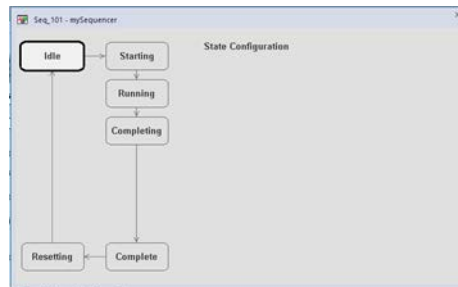 Seq_101 - mySequencer
Idle
Starting
State Configuration
Running
Completing
Resetting
Complete